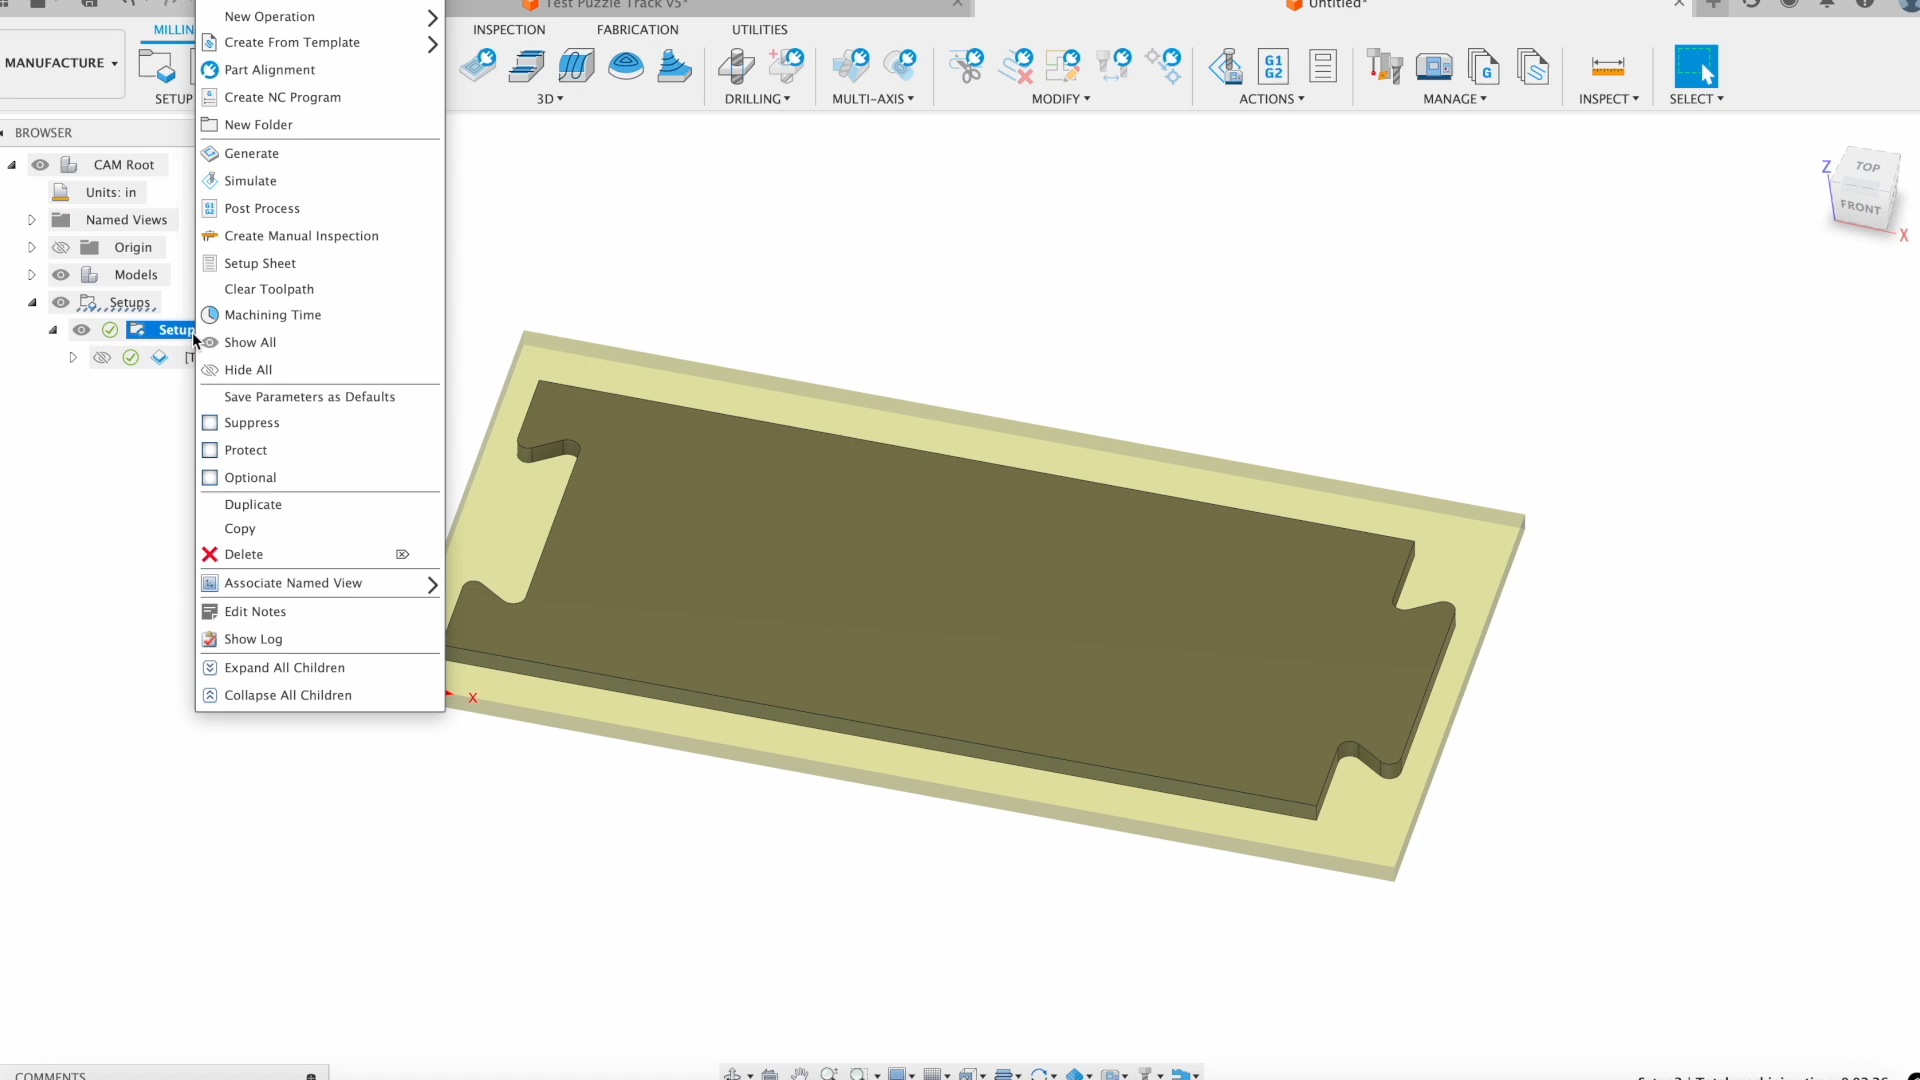 Test Puzzle Track v5*
Untitled*
MANUFACTURE
MILLIN
INSPECTION
FABRICATION
UTILITIES
SETUP
3D
DRILLING
MULTI-AXIS
MODIFY
G1
G2
ACTIONS
G
MANAGE
INSPECT
SELECT
BROWSER
CAM Root
Units: in
Named Views
Origin
Models
Setups
Setup
[T
New Operation
Create From Template
Part Alignment
Create NC Program
New Folder
Generate
Simulate
Post Process
Create Manual Inspection
Setup Sheet
Clear Toolpath
Machining Time
Show All
Hide All
Save Parameters as Defaults
Suppress
Protect
Optional
Duplicate
Copy
Delete
Associate Named View
Edit Notes
Show Log
Expand All Children
Collapse All Children
X
Z
TOP
FRONT
X
COMMENTS